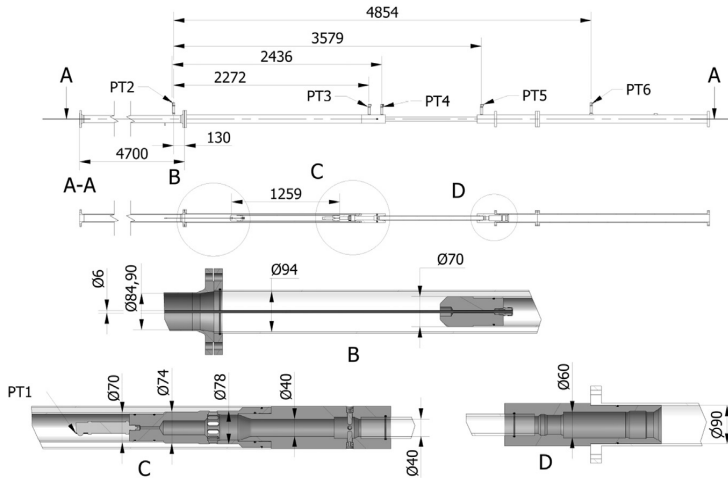 4854
3579
2436
2272
A
A
PT2
PT3
PT4
PT5
PT6
4700
130
A-A
B
C
D
1259
Ø6
Ø84,90
Ø94
Ø70
B
PT1
Ø70
Ø74
Ø78
Ø40
Ø40
C
Ø60
Ø90
D